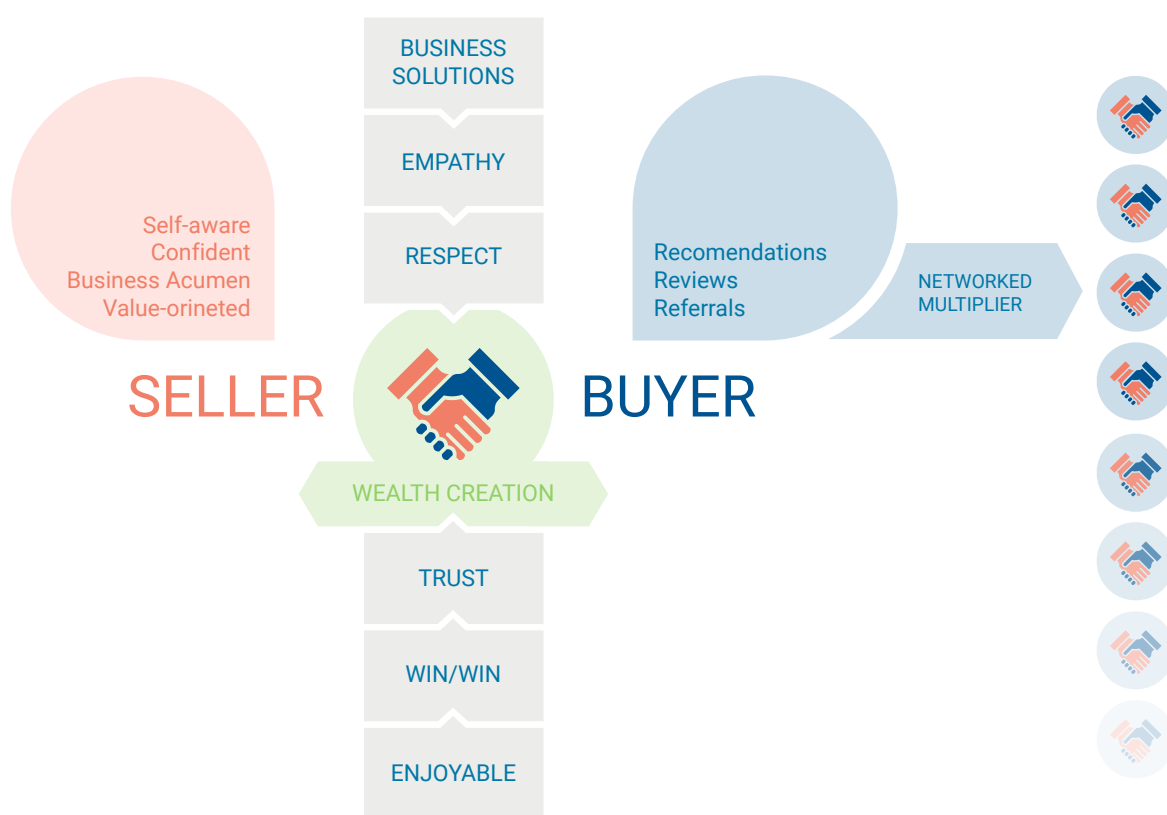 BUSINESS
SOLUTIONS
EMPATHY
RESPECT
Self-aware
Confident
Business Acumen
Value-orineted
Recomendations
Reviews
Referrals
NETWORKED
MULTIPLIER
SELLER
BUYER
WEALTH CREATION
TRUST
WIN/WIN
ENJOYABLE